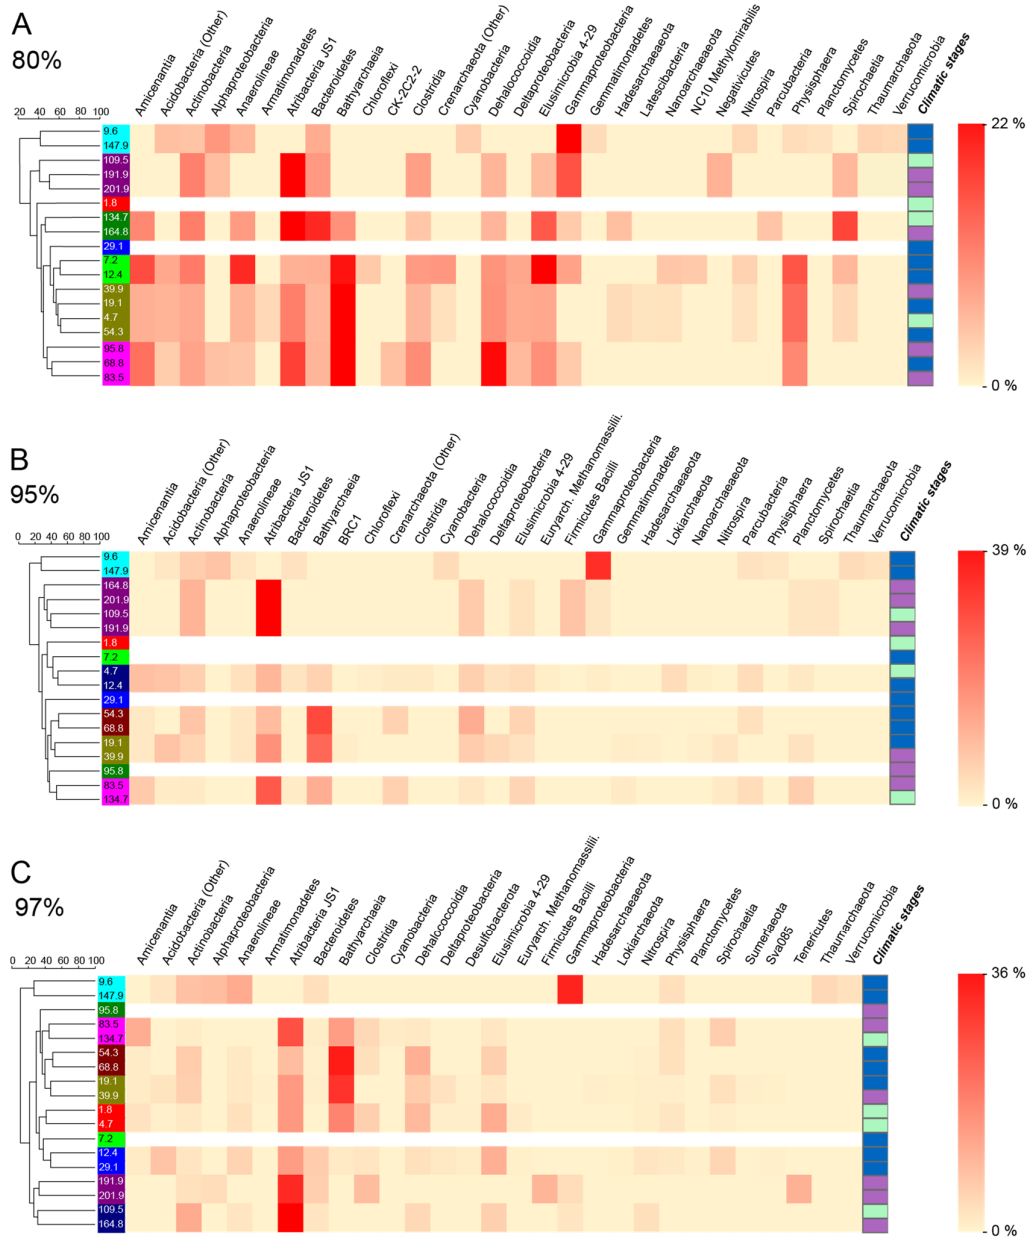 A
80%
Amicenantia
Acidobacteria (Other)
Actinobacteria
Alphaproteobacteria
Anaerolineae
Armatimonadetes
Atribacteria JS1
Bacteroidetes
Bathyarchaeia
Chloroflexi
CK-2C2-2
Clostridia
Crenarchaeota (Other)
Cyanobacteria
Dehalococcoidia
Deltaproteobacteria
Elusimicrobia 4-29
Gammaproteobacteria
Gemmatimonadetes
Hadesarchaeaeota
Latescibacteria
Nanoarchaeaeota
NC10 Methylomirabilis
Negativicutes
Nitrospira
Parcubacteria
Physisphaera
Planctomycetes
Spirochaetia
Thaumarchaeota
Verrucomicrobia
Climatic stages
20 40 60 80 100
9.6
147.9
109.5
191.9
201.9
1.8
134.7
164.8
29.1
7.2
12.4
39.9
19.1
4.7
54.3
95.8
68.8
83.5
22 %
0 %
B
95%
Amicenantia
Acidobacteria (Other)
Actinobacteria
Alphaproteobacteria
Anaerolineae
Atribacteria JS1
Bacteroidetes
Bathyarchaeia
BRC1
Chloroflexi
Crenarchaeota (Other)
Clostridia
Cyanobacteria
Dehalococcoidia
Deltaproteobacteria
Elusimicrobia 4-29
Euryarch. Methanomassilii.
Firmicutes Bacilli
Gammaproteobacteria
Gemmatimonadetes
Hadesarchaeaeota
Lokiarchaeota
Nanoarchaeaeota
Nitrospira
Parcubacteria
Physisphaera
Planctomycetes
Spirochaetia
Thaumarchaeota
Verrucomicrobia
Climatic stages
0 20 40 60 80 100
9.6
147.9
164.8
201.9
109.5
191.9
1.8
7.2
4.7
12.4
29.1
54.3
68.8
19.1
39.9
95.8
83.5
134.7
39 %
0 %
C
97%
Amicenantia
Acidobacteria (Other)
Actinobacteria
Alphaproteobacteria
Anaerolineae
Armatimonadetes
Atribacteria JS1
Bacteroidetes
Bathyarchaeia
Clostridia
Cyanobacteria
Dehalococcoidia
Deltaproteobacteria
Desulfobacterota
Elusimicrobia 4-29
Euryarch. Methanomassilii.
Firmicutes Bacilli
Gammaproteobacteria
Hadesarchaeaeota
Lokiarchaeota
Nitrospira
Physisphaera
Planctomycetes
Spirochaetia
Sumerlaeota
Sva085
Tenericutes
Thaumarchaeota
Verrucomicrobia
Climatic stages
0 20 40 60 80 100
9.6
147.9
95.8
83.5
134.7
54.3
68.8
19.1
39.9
1.8
4.7
7.2
12.4
29.1
191.9
201.9
109.5
164.8
36 %
0 %